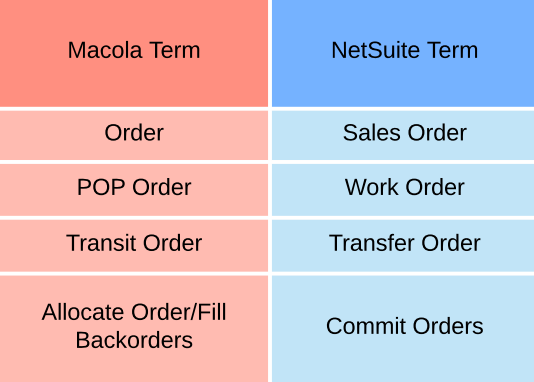 Macola Term
NetSuite Term
Order
Sales Order
POP Order
Work Order
Transit Order
Transfer Order
Allocate Order/Fill
Backorders
Commit Orders